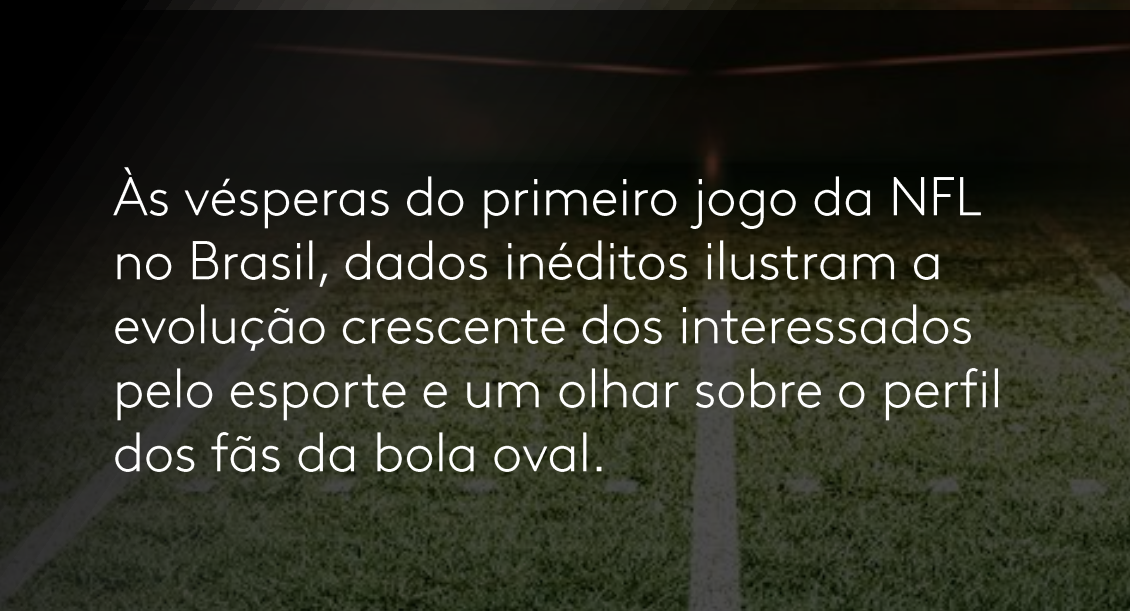 Às vésperas do primeiro jogo da NFL
no Brasil, dados inéditos ilustram a
evolução crescente dos interessados
pelo esporte e um olhar sobre o perfil
dos fãs da bola oval.